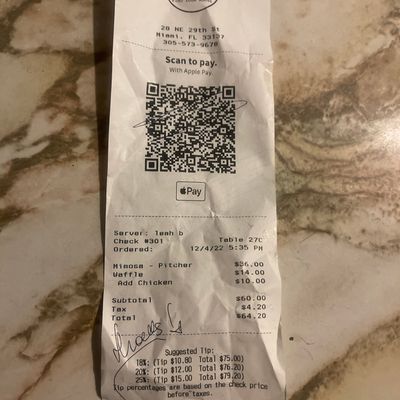 20 NE 29th St
Miami, FL 33137
305-573-9678
Scan to pay.
With Apple Pay.
Pay
Server: leah b
Check #301 Table 27C
Ordered: 12/4/22 5:35 PM
Mimosa - Pitcher $36.00
Waffle $14.00
Add Chicken $10.00
Subtotal $60.00
Tax $4.20
Total $64.20
Suggested Tip:
18%: (Tip $10.80 Total $75.00)
20%: (Tip $12.00 Total $76.20)
25%: (Tip $15.00 Total $79.20)
Tip percentages are based on the check price
before taxes.